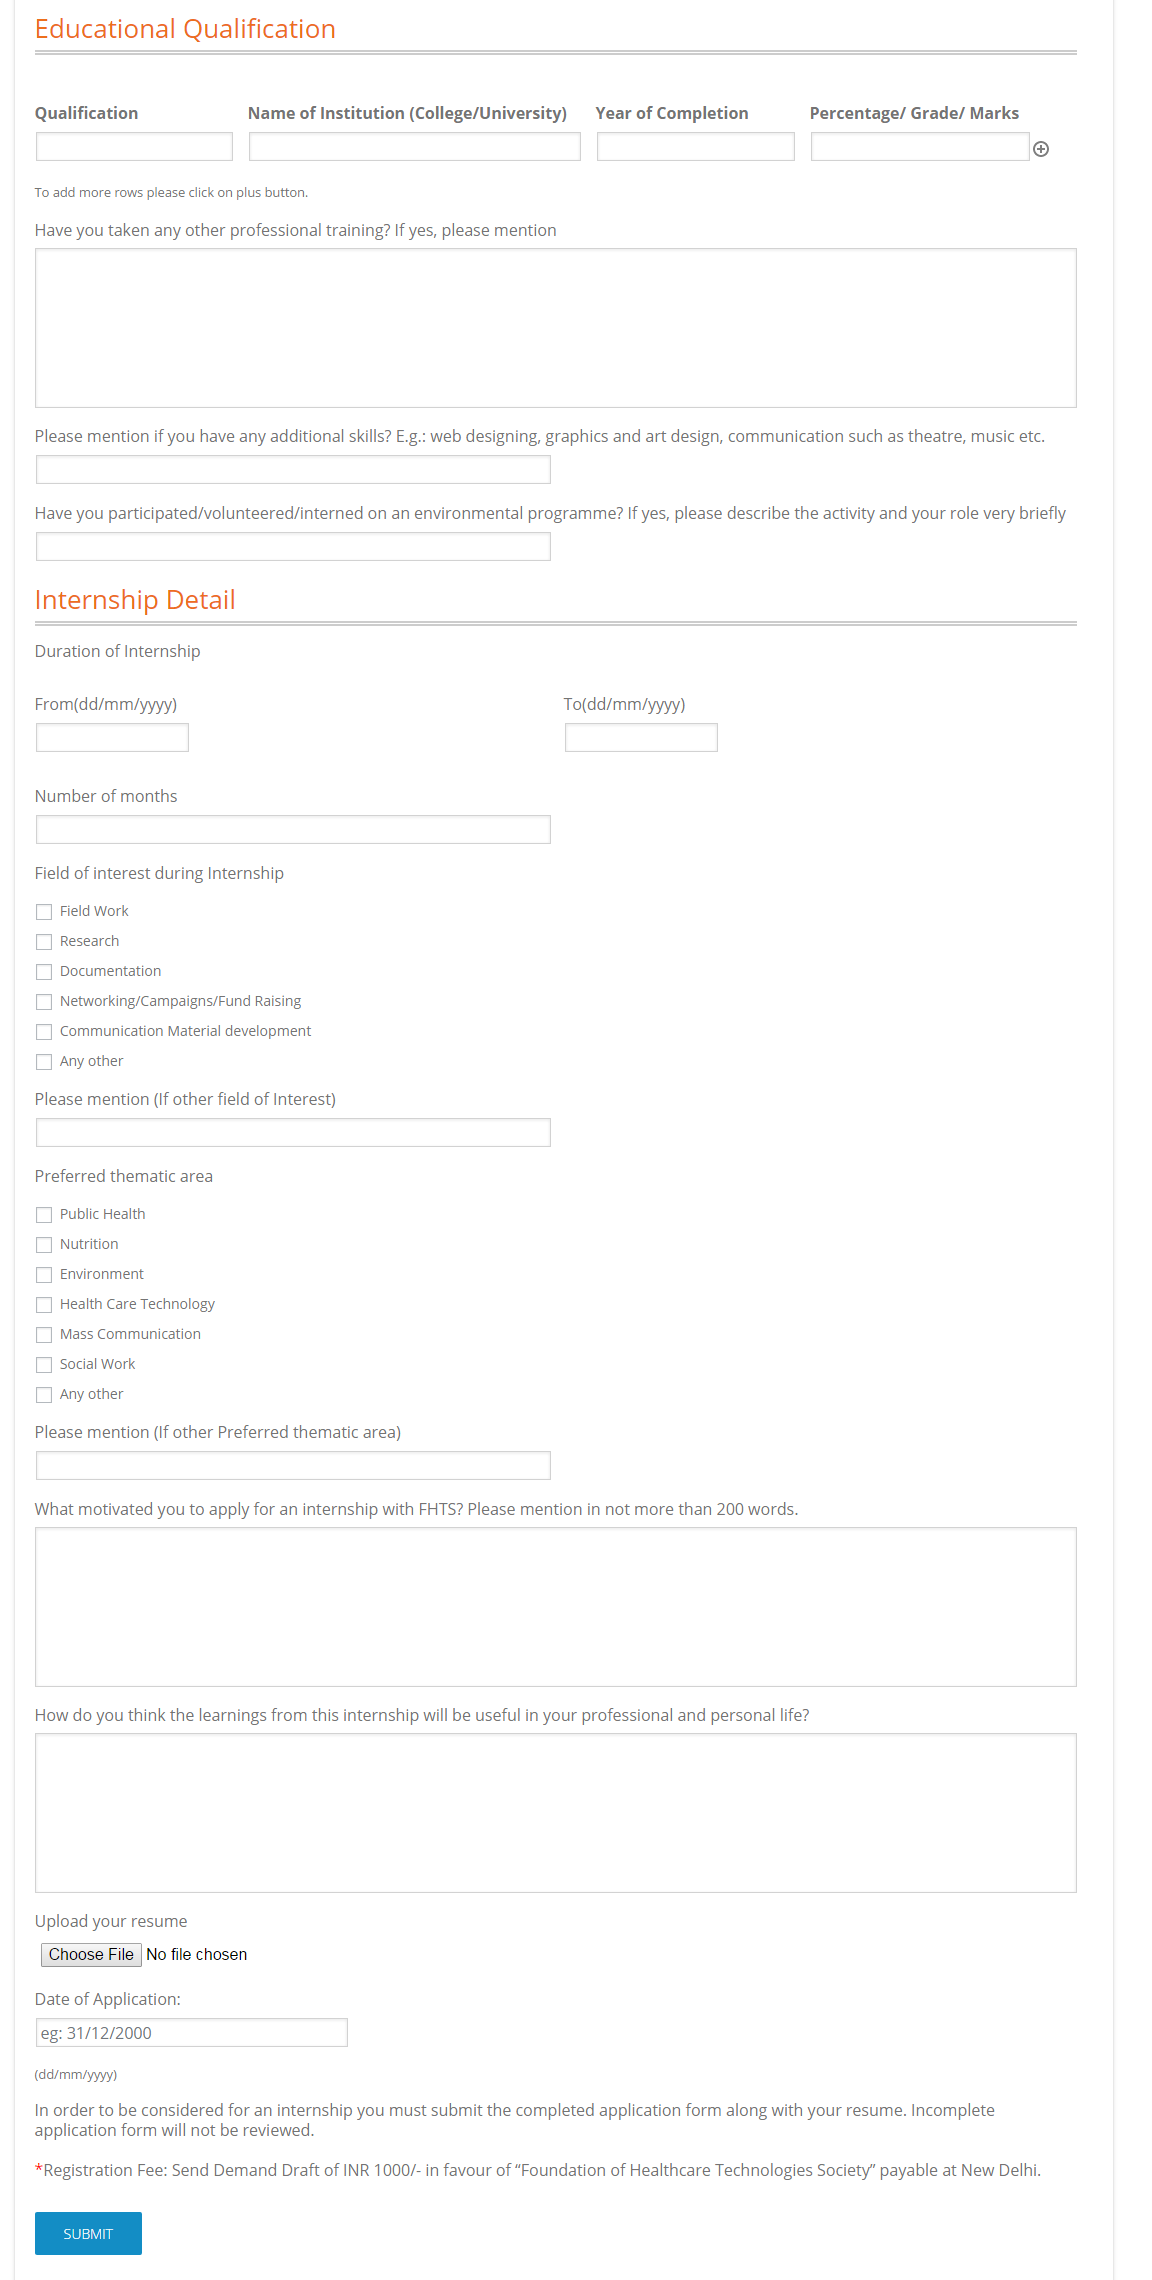 Educational Qualification
Qualification Name of Institution (College/University) Year of Completion Percentage/ Grade/ Marks
To add more rows please click on plus button.
Have you taken any other professional training? If yes, please mention
Please mention if you have any additional skills? E.g.: web designing, graphics and art design, communication such as theatre, music etc.
Have you participated/volunteered/interned on an environmental programme? If yes, please describe the activity and your role very briefly
Internship Detail
Duration of Internship
From(dd/mm/yyyy) To(dd/mm/yyyy)
Number of months
Field of interest during Internship
Field Work
Research
Documentation
Networking/Campaigns/Fund Raising
Communication Material development
Any other
Please mention (If other field of Interest)
Preferred thematic area
Public Health
Nutrition
Environment
Health Care Technology
Mass Communication
Social Work
Any other
Please mention (If other Preferred thematic area)
What motivated you to apply for an internship with FHTS? Please mention in not more than 200 words.
How do you think the learnings from this internship will be useful in your professional and personal life?
Upload your resume
Choose File No file chosen
Date of Application:
eg: 31/12/2000
(dd/mm/yyyy)
In order to be considered for an internship you must submit the completed application form along with your resume. Incomplete
application form will not be reviewed.
*Registration Fee: Send Demand Draft of INR 1000/- in favour of “Foundation of Healthcare Technologies Society” payable at New Delhi.
SUBMIT